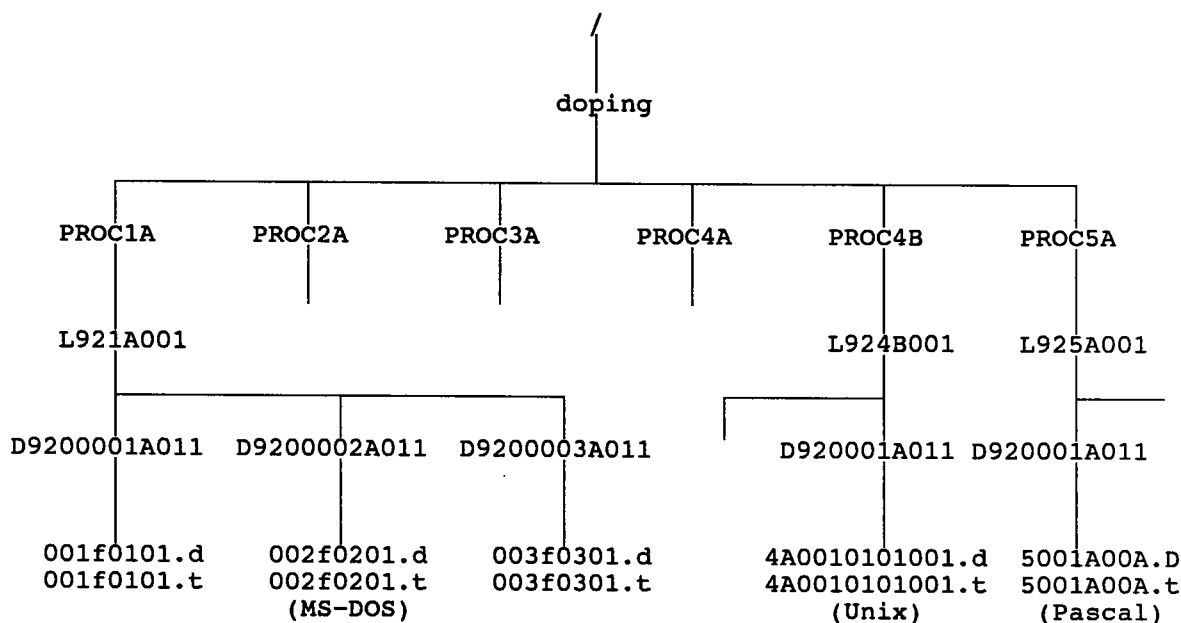 /
doping
PROC1A PROC2A PROC3A PROC4A PROC4B PROC5A
L921A001 L924B001 L925A001
D9200001A011 D9200002A011 D9200003A011 D920001A011 D920001A011
001f0101.d 002f0201.d 003f0301.d 4A0010101001.d 5001A00A.D
001f0101.t 002f0201.t 003f0301.t 4A0010101001.t 5001A00A.t
(MS-DOS) (Unix) (Pascal)